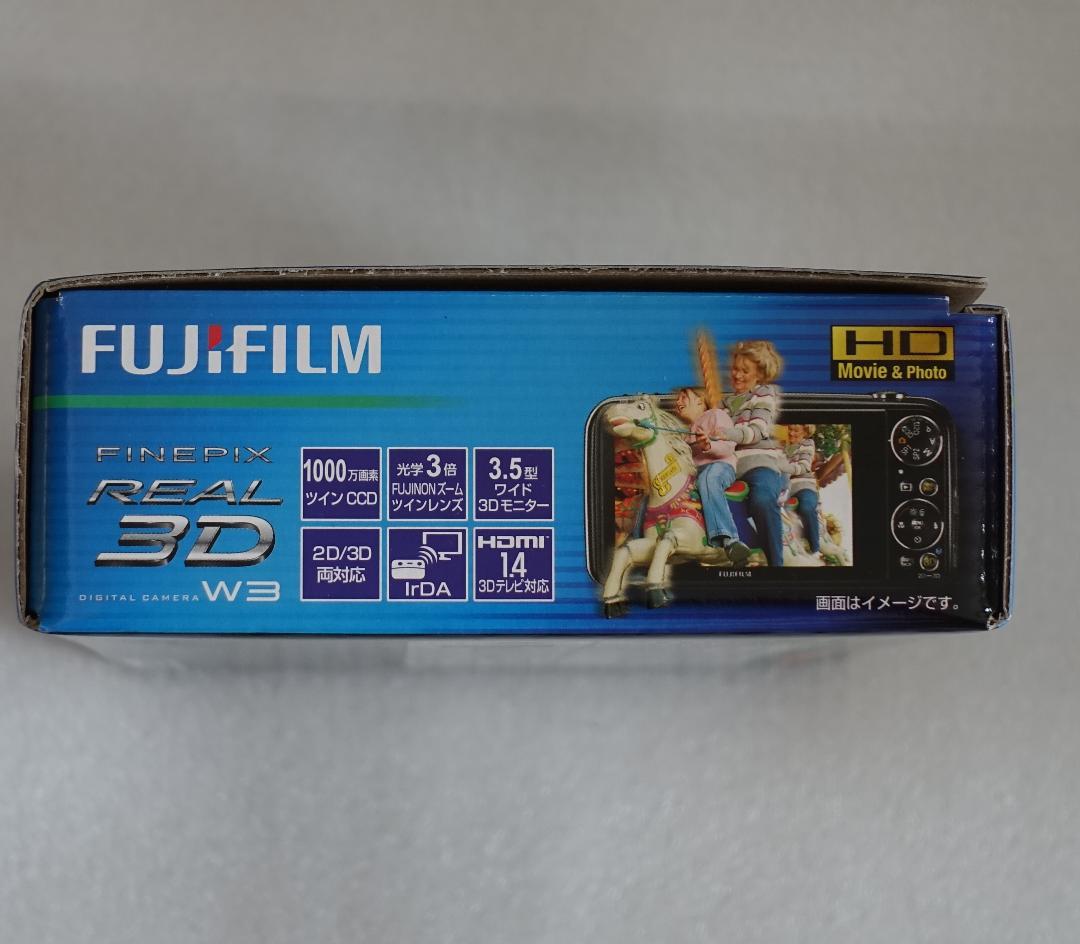 FUJIFILM
HD
Movie & Photo
FINEPIX
REAL
3D
DIGITAL CAMERA W3
1000万画素
ツインCCD
光学3倍
FUJINONズーム
ツインレンズ
3.5型
ワイド
3Dモニター
2D/3D
両対応
IrDA
HDMI
1.4
3Dテレビ対応
FUJIFILM
画面はイメージです。